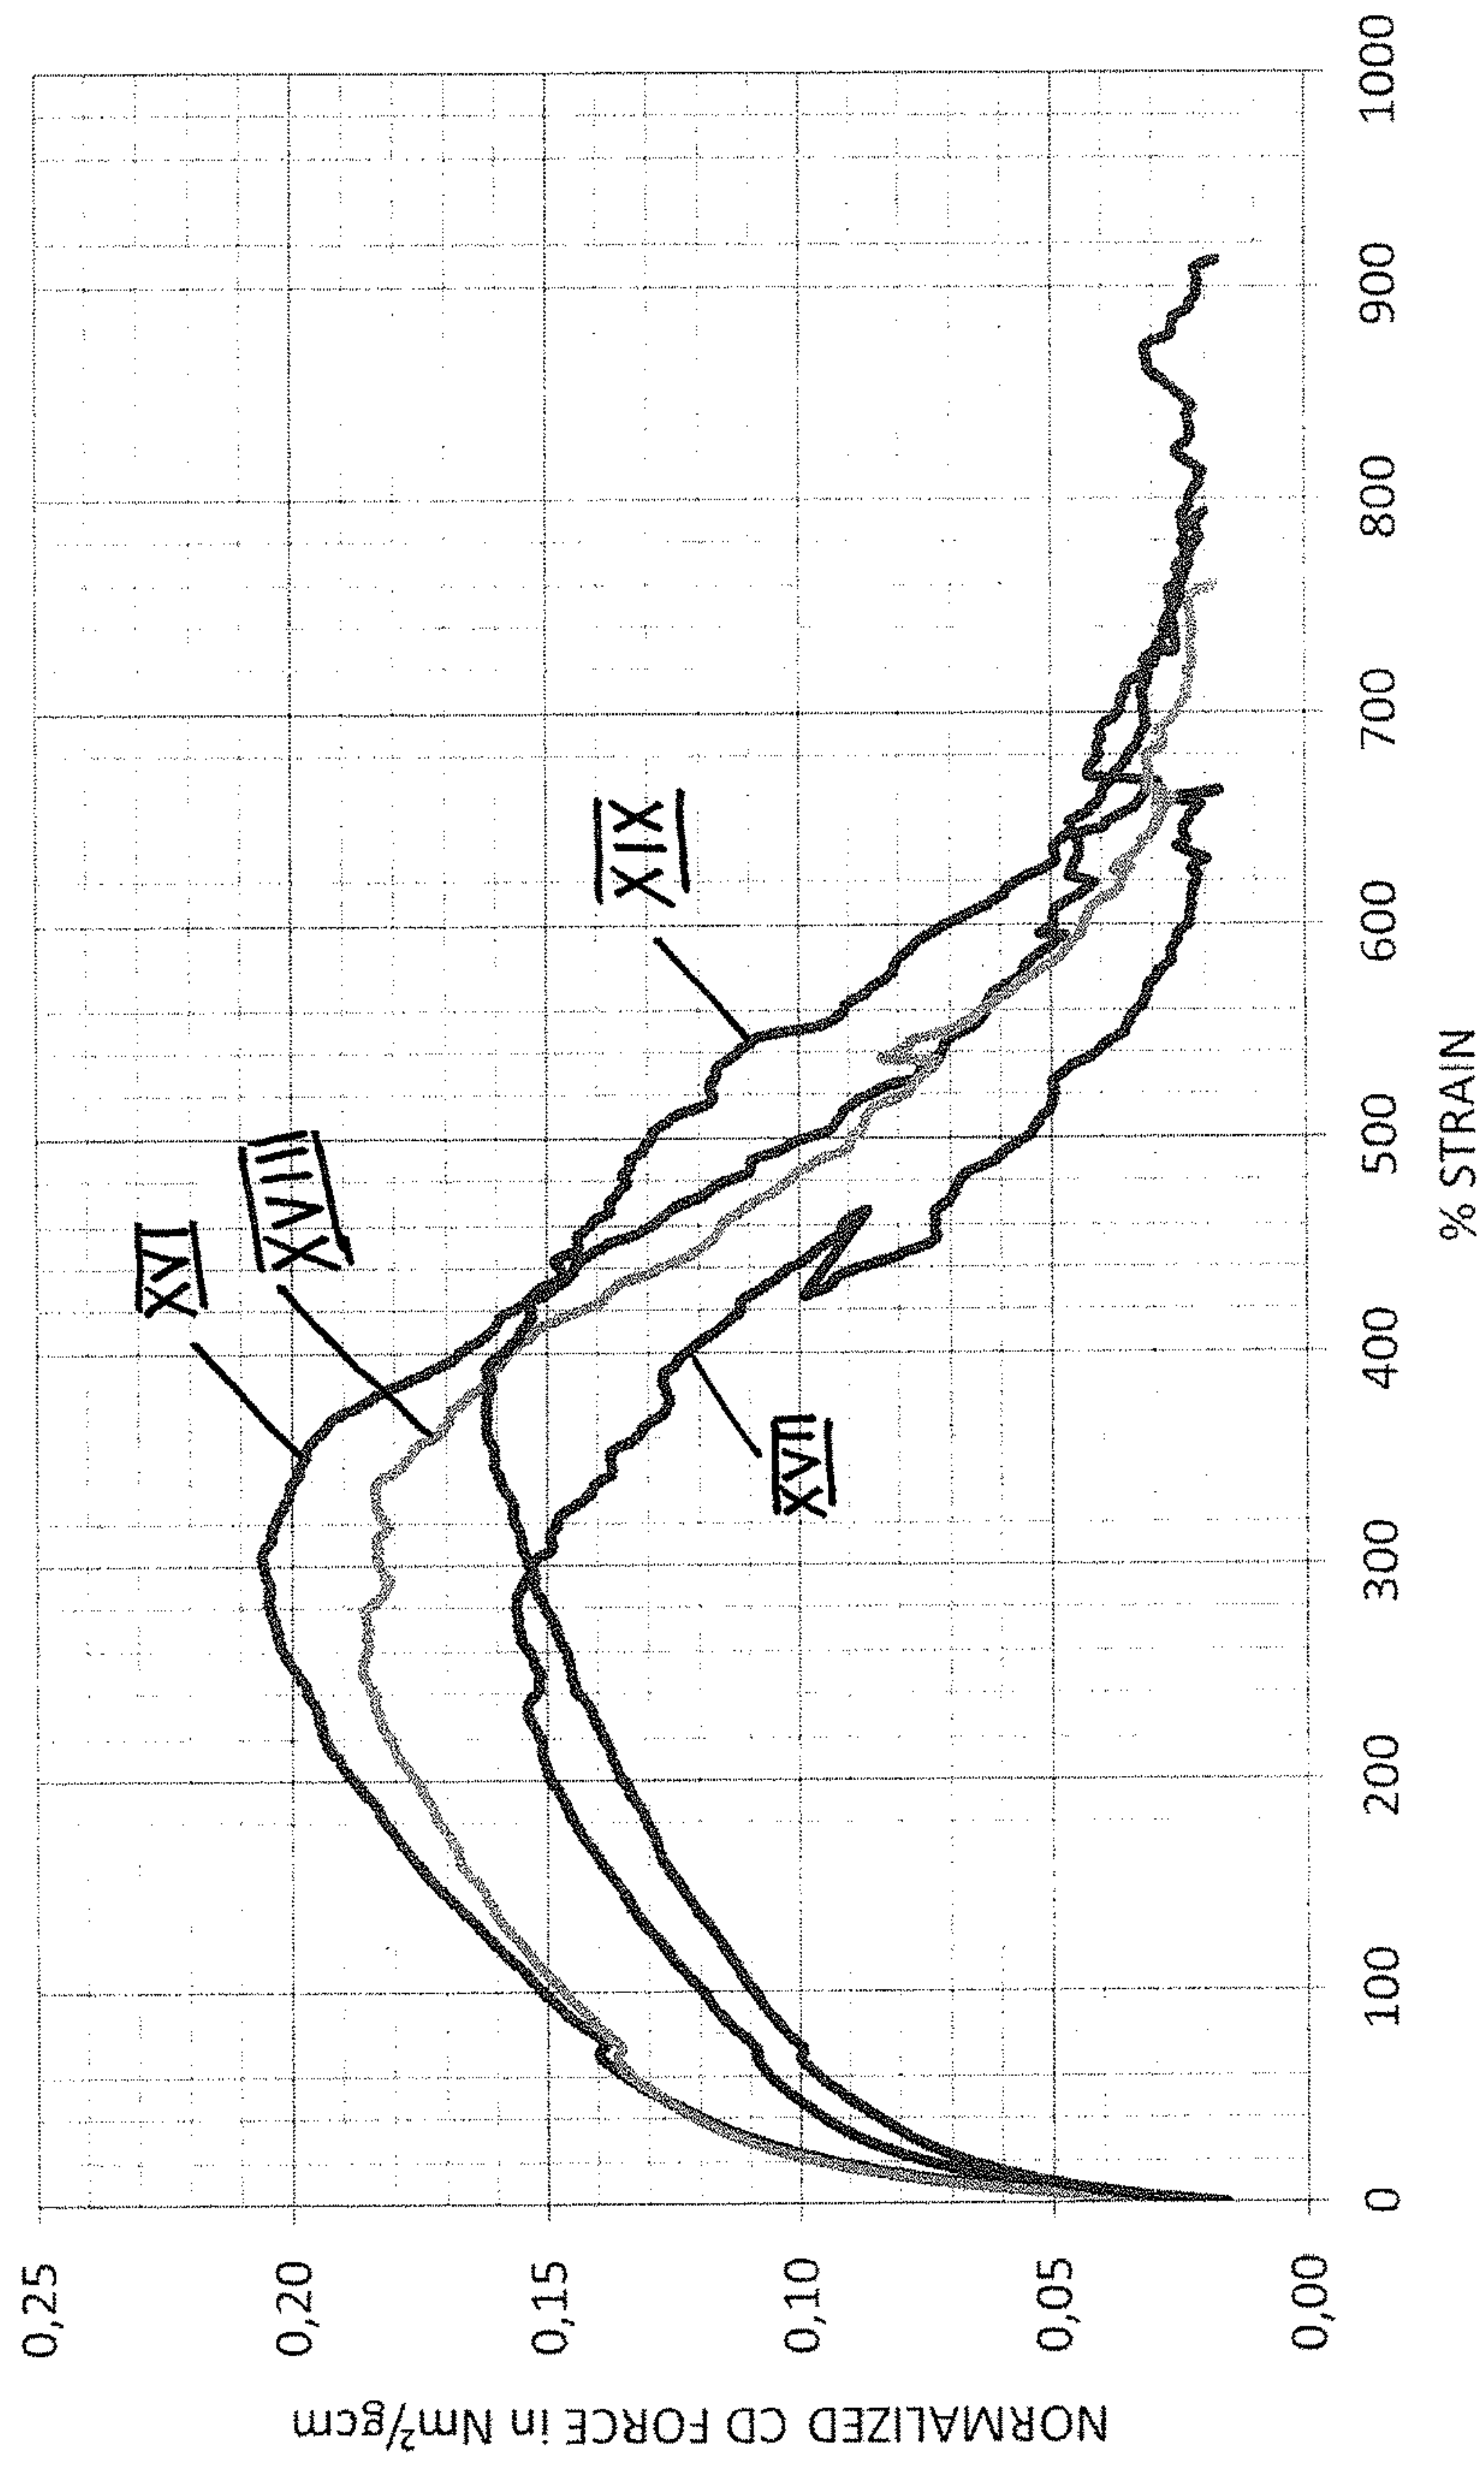 NORMALIZED CD FORCE in Nm²/gcm
0,25
0,20
0,15
0,10
0,05
0,00
XVI
XVIII
XIX
XVII
0 100 200 300 400 500 600 700 800 900 1000
% STRAIN